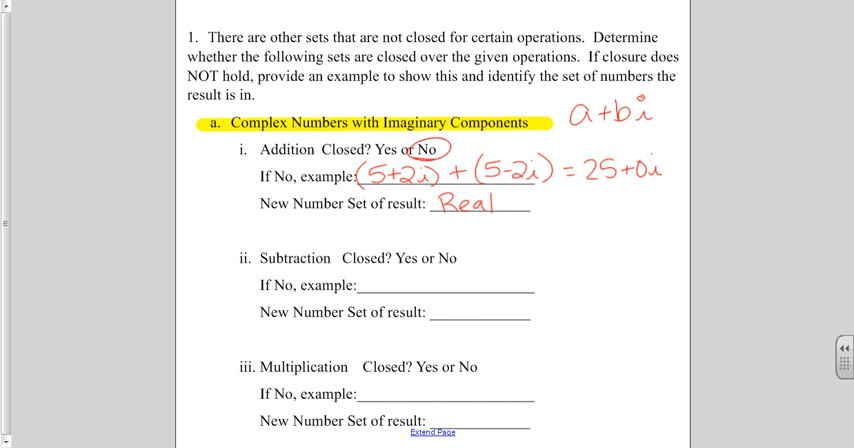 1. There are other sets that are not closed for certain operations. Determine
whether the following sets are closed over the given operations. If closure does
NOT hold, provide an example to show this and identify the set of numbers the
result is in.
a. Complex Numbers with Imaginary Components a+bi
i. Addition Closed? Yes or No
If No, example: (5+2i) + (5-2i) = 25+0i
New Number Set of result: Real
ii. Subtraction Closed? Yes or No
If No, example:
New Number Set of result:
iii. Multiplication Closed? Yes or No
If No, example:
New Number Set of result:
Extend Page